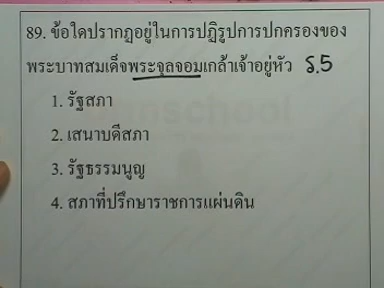 89. ข้อใดปรากฏอยู่ในการปฏิรูปการปกครองของ
พระบาทสมเด็จพระจุลจอมเกล้าเจ้าอยู่หัว ร.5
1. รัฐสภา
2. เสนาบดีสภา
3. รัฐธรรมนูญ
4. สภาที่ปรึกษาราชการแผ่นดิน